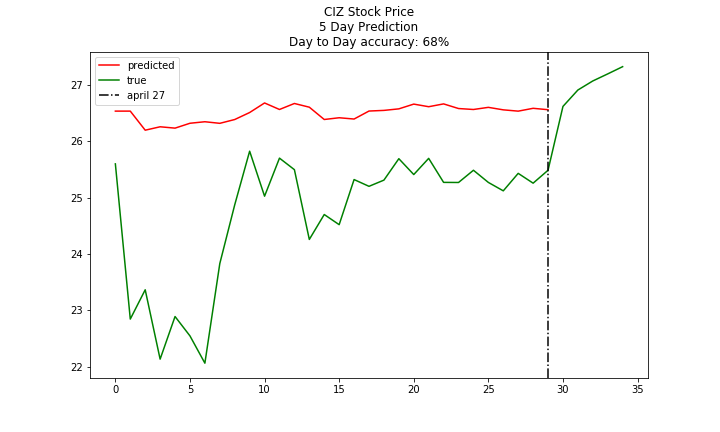 CIZ Stock Price
5 Day Prediction
Day to Day accuracy: 68%
predicted
true
april 27
27
26
25
24
23
22
0 5 10 15 20 25 30 35